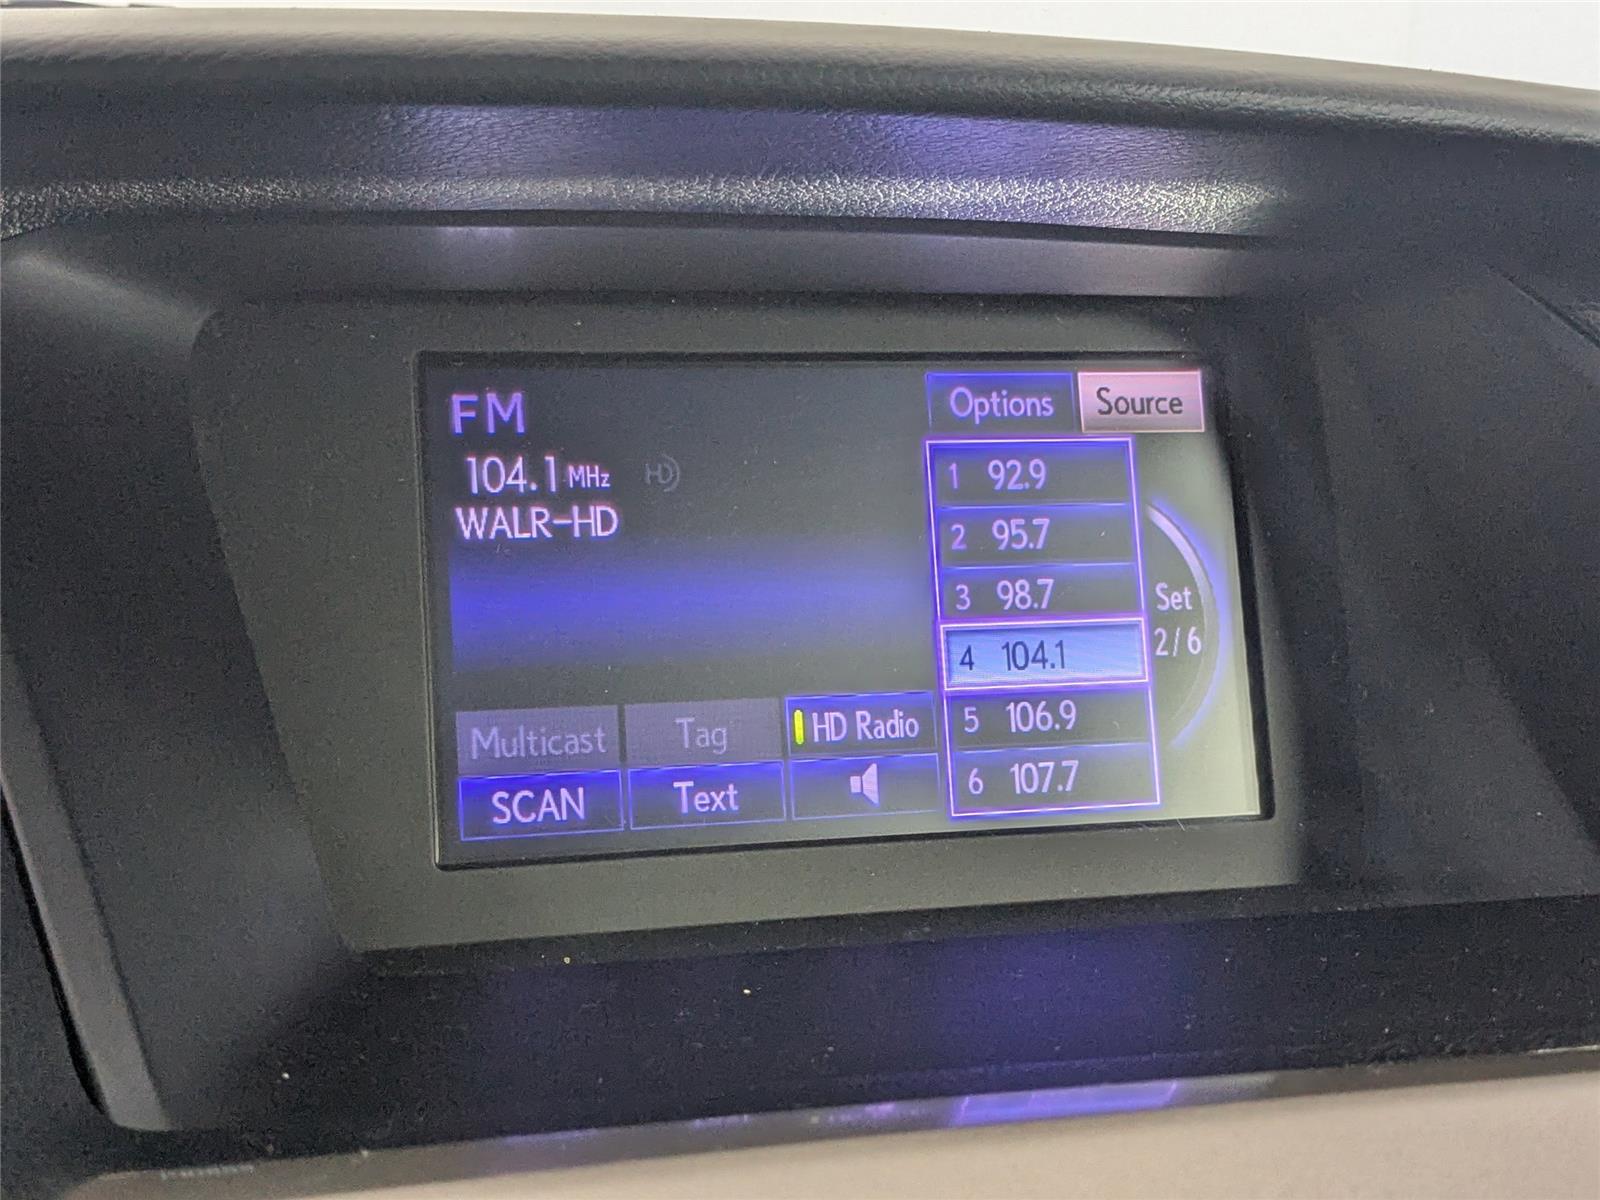 FM
Options Source
104.1 MHz HD
WALR-HD
1 92.9
2 95.7
3 98.7
4 104.1
5 106.9
6 107.7
Set
2/6
Multicast Tag HD Radio
SCAN Text